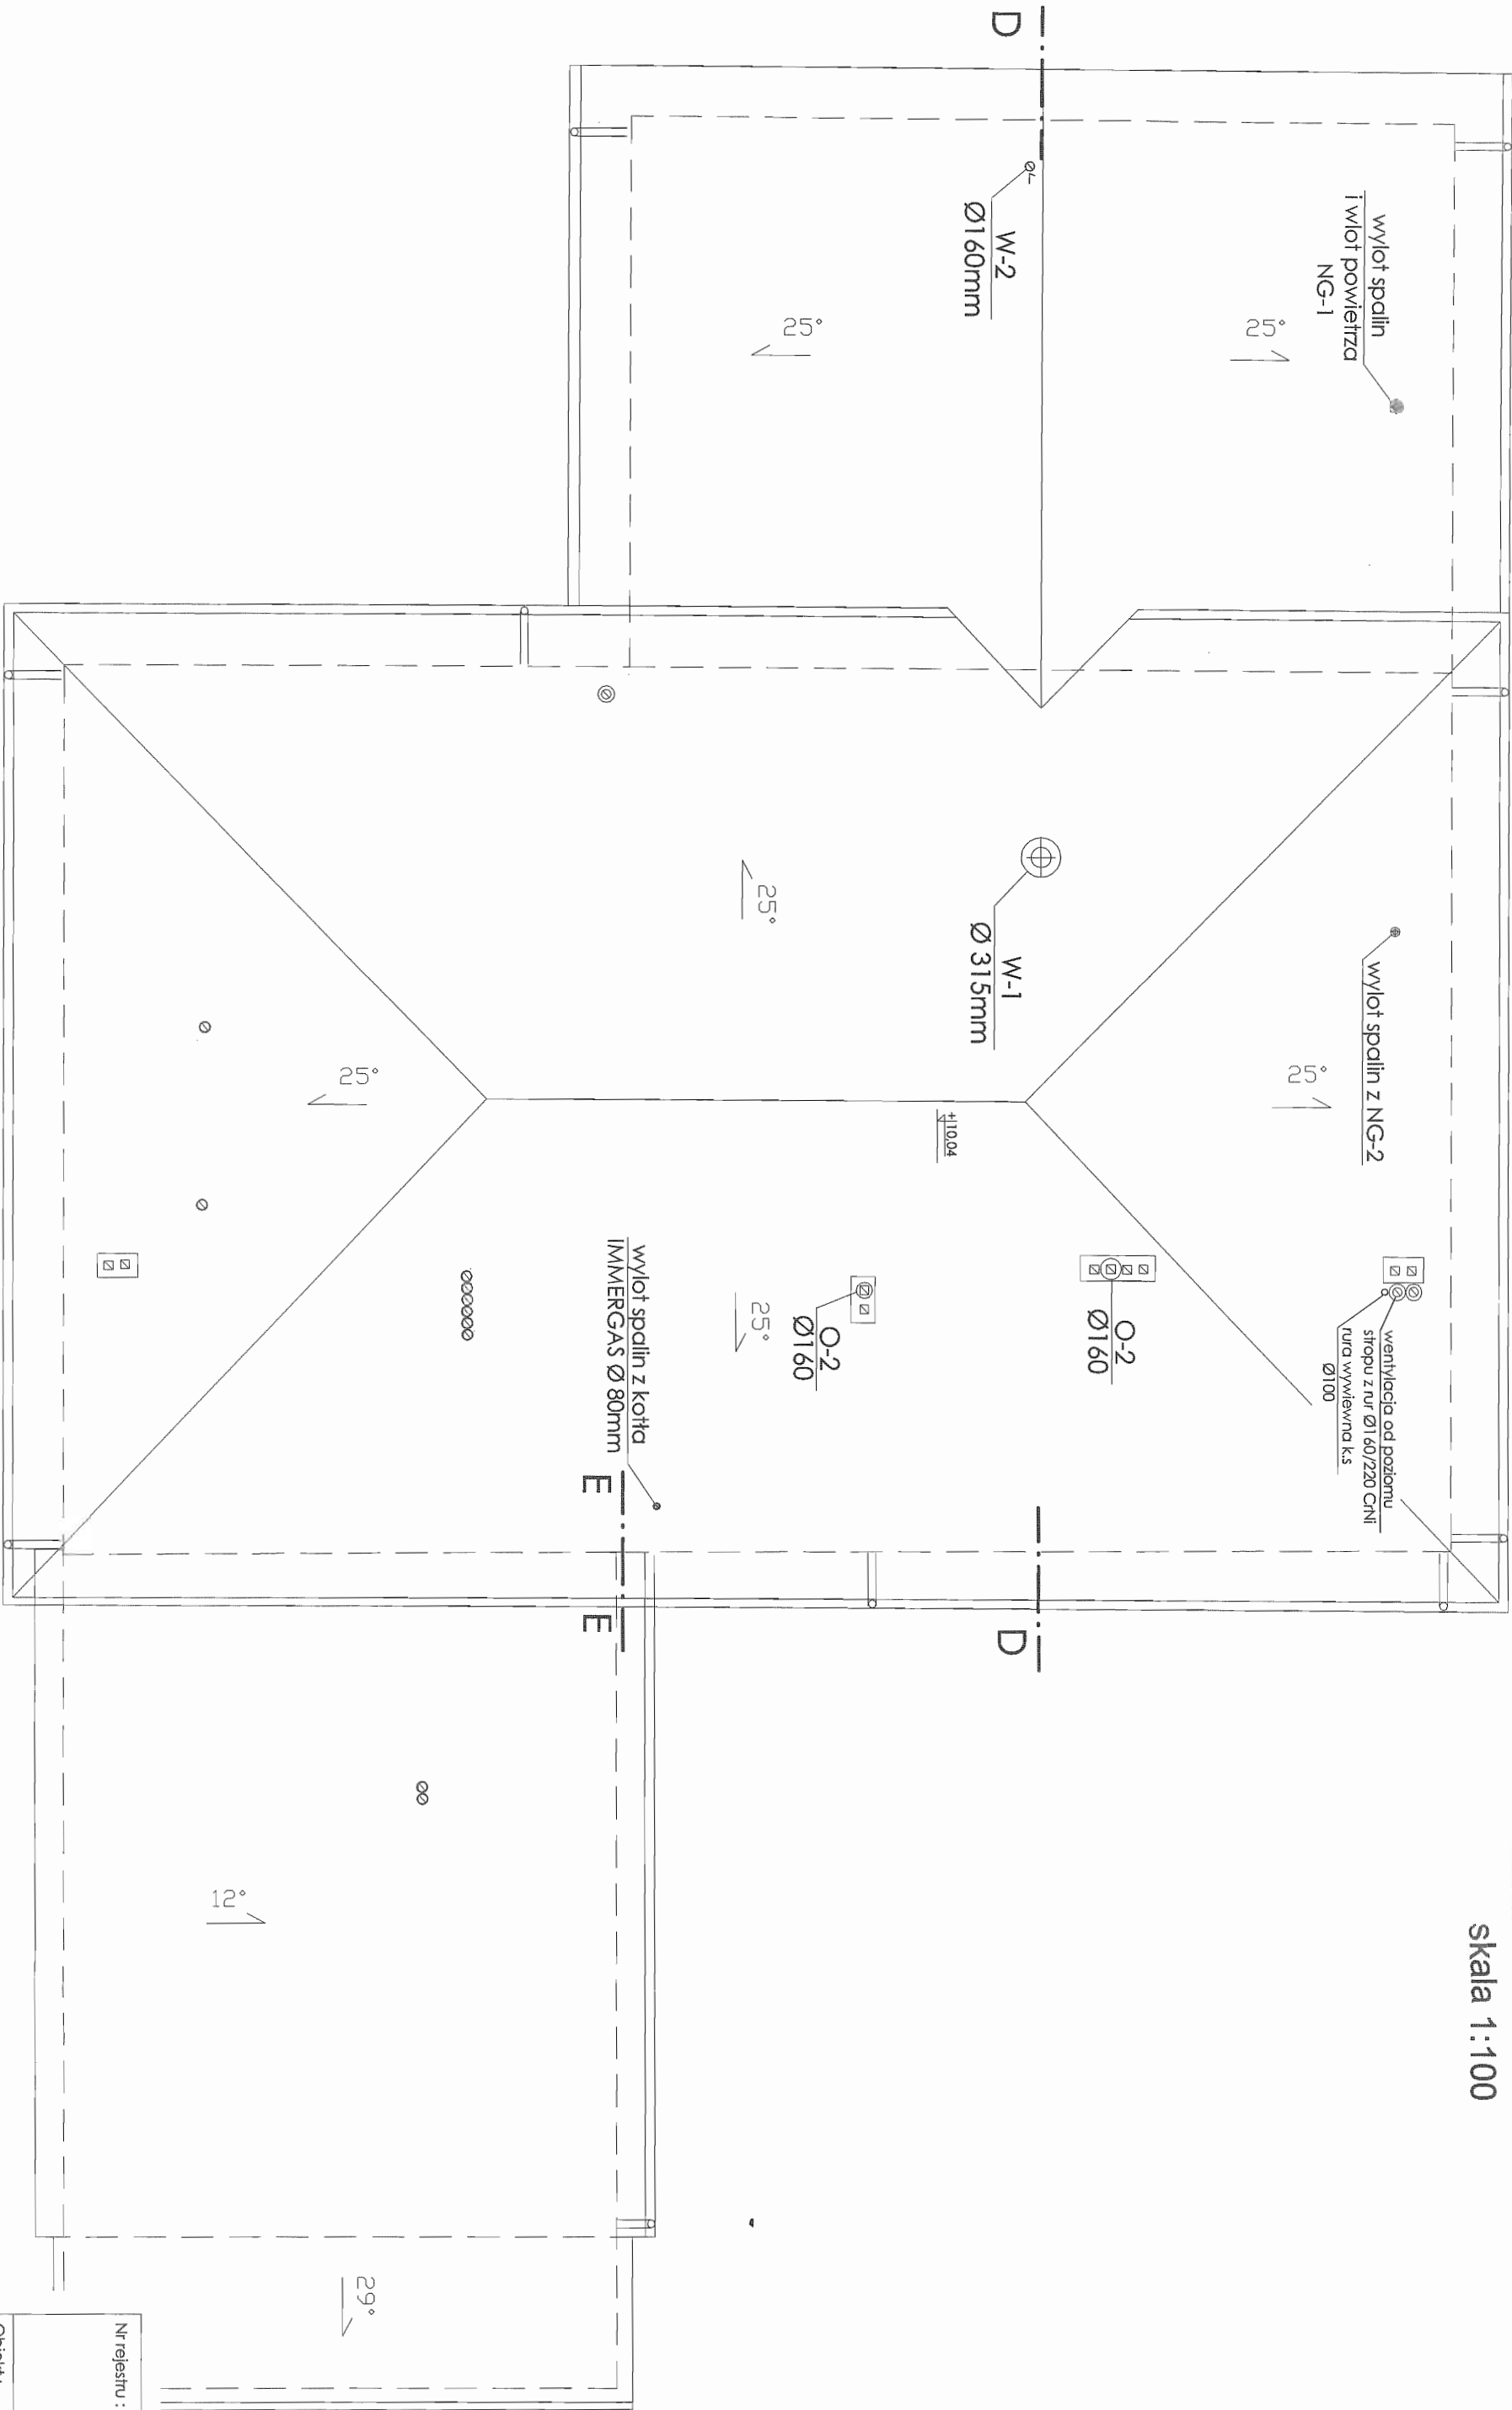 skala 1:100
D
wylot spalin
i wlot powietrza
NG-1
W-2
Ø160mm
25°
25°
W-1
Ø 315mm
25°
wylot spalin z NG-2
25°
25°
+10,04
wentylacja od poziomu
stropu z rur Ø160/220 CrNi
rura wywiewna k.s
Ø100
O-2
Ø160
O-2
Ø160
25°
wylot spalin z kotła
IMMERGAS Ø 80mm
E
E
D
12°
29°
Nr rejestru :